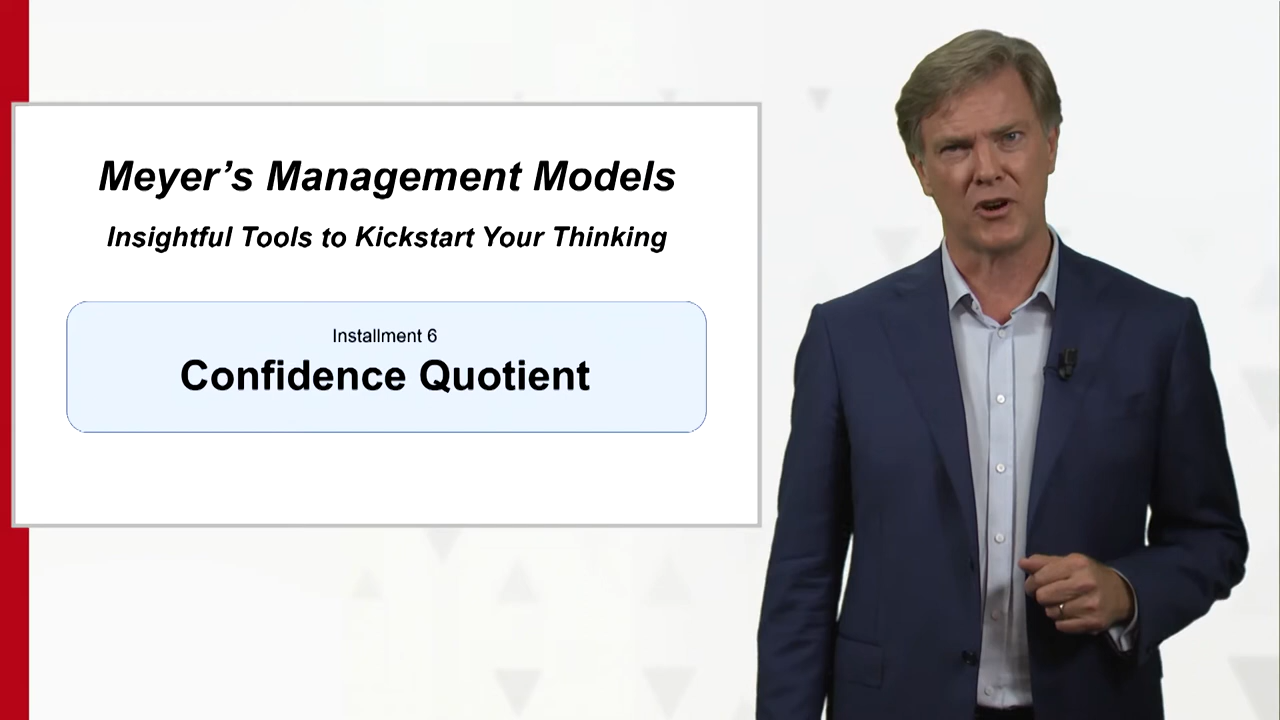 Meyer’s Management Models
Insightful Tools to Kickstart Your Thinking
Installment 6
Confidence Quotient